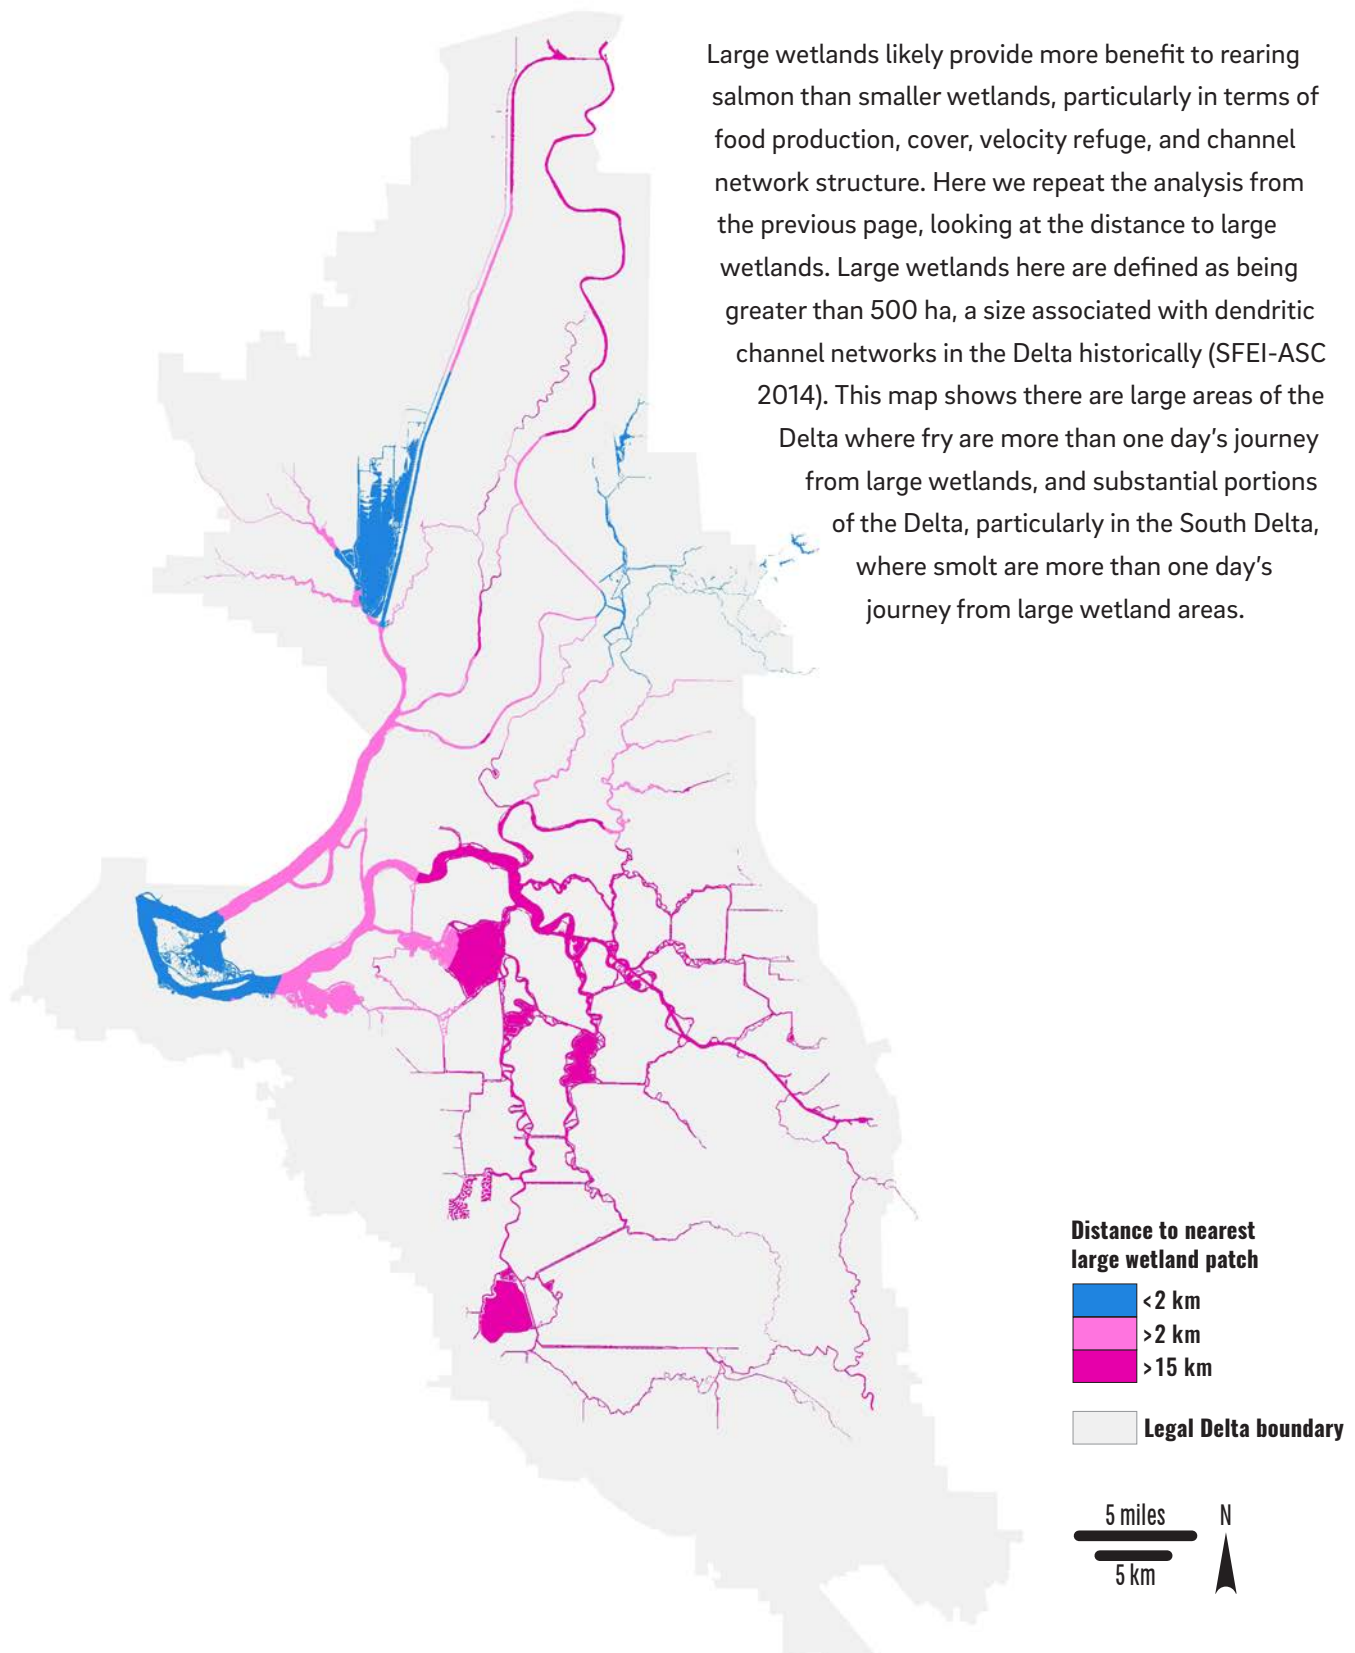 Large wetlands likely provide more benefit to rearing
salmon than smaller wetlands, particularly in terms of
food production, cover, velocity refuge, and channel
network structure. Here we repeat the analysis from
the previous page, looking at the distance to large
wetlands. Large wetlands here are defined as being
greater than 500 ha, a size associated with dendritic
channel networks in the Delta historically (SFEI-ASC
2014). This map shows there are large areas of the
Delta where fry are more than one day’s journey
from large wetlands, and substantial portions
of the Delta, particularly in the South Delta,
where smolt are more than one day’s
journey from large wetland areas.
Distance to nearest
large wetland patch
<2 km
>2 km
>15 km
Legal Delta boundary
5 miles
N
5 km